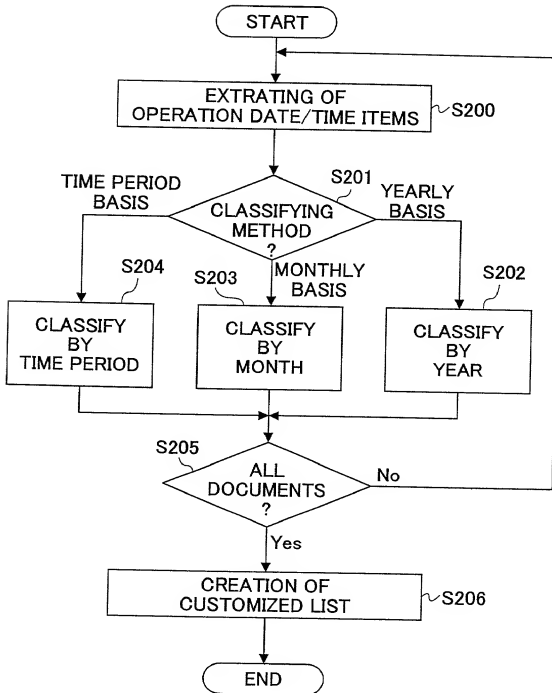 START
EXTRATING OF
OPERATION DATE/TIME ITEMS
S200
S201
TIME PERIOD
BASIS
CLASSIFYING
METHOD
?
YEARLY
BASIS
MONTHLY
BASIS
S204
CLASSIFY
BY
TIME PERIOD
S203
CLASSIFY
BY
MONTH
S202
CLASSIFY
BY
YEAR
S205
ALL
DOCUMENTS
?
No
Yes
CREATION OF
CUSTOMIZED LIST
S206
END